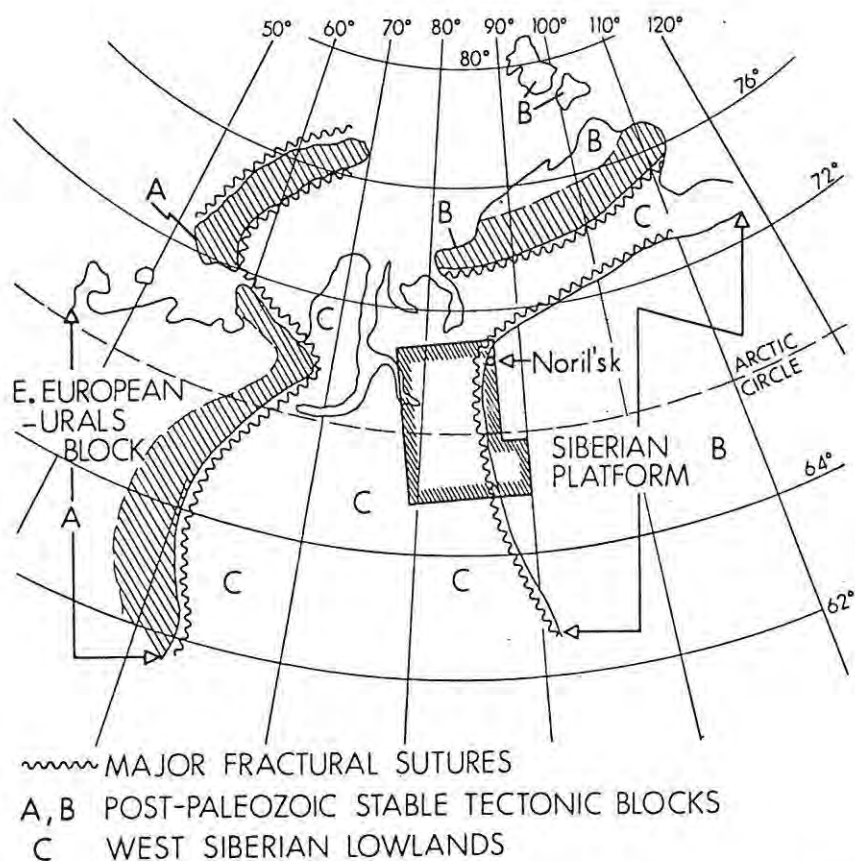 50° 60° 70° 80° 90° 100° 110° 120°
80°
76°
B
B
B
A
72°
B
C
C
Noril'sk
ARCTIC
CIRCLE
E. EUROPEAN
-URALS
BLOCK
SIBERIAN B
PLATFORM
64°
A
C
C
C
62°
MAJOR FRACTURAL SUTURES
A, B POST-PALEOZOIC STABLE TECTONIC BLOCKS
C WEST SIBERIAN LOWLANDS